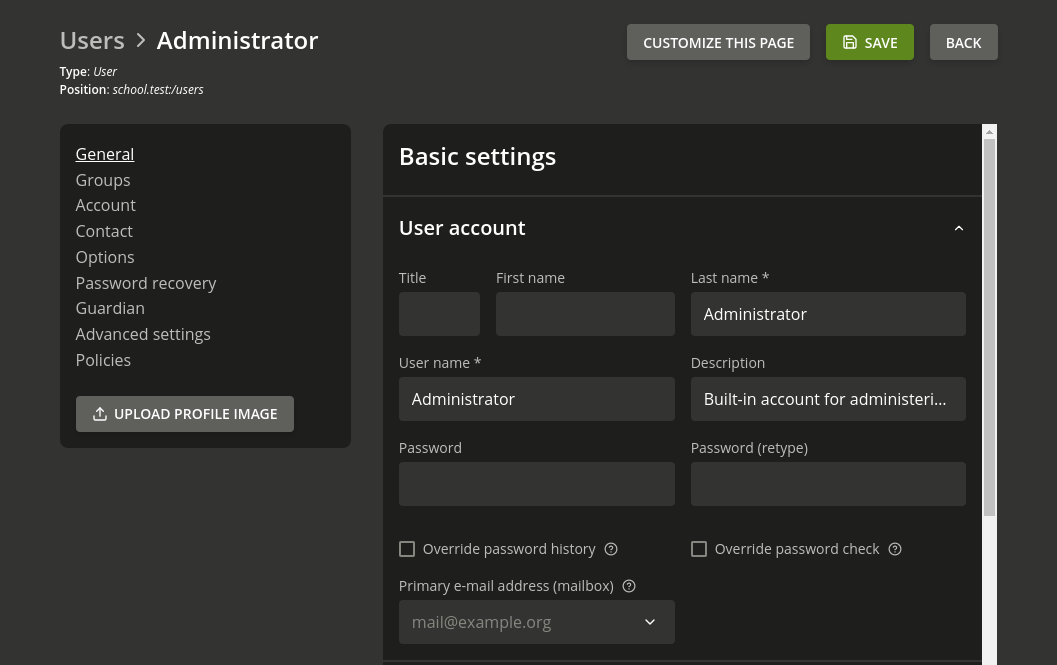 Users > Administrator
CUSTOMIZE THIS PAGE
SAVE
BACK
Type: User
Position: school.test:/users
General
Groups
Account
Contact
Options
Password recovery
Guardian
Advanced settings
Policies
UPLOAD PROFILE IMAGE
Basic settings
User account
Title First name Last name *
Administrator
User name * Description
Administrator Built-in account for administeri...
Password Password (retype)
Override password history Override password check
Primary e-mail address (mailbox)
mail@example.org